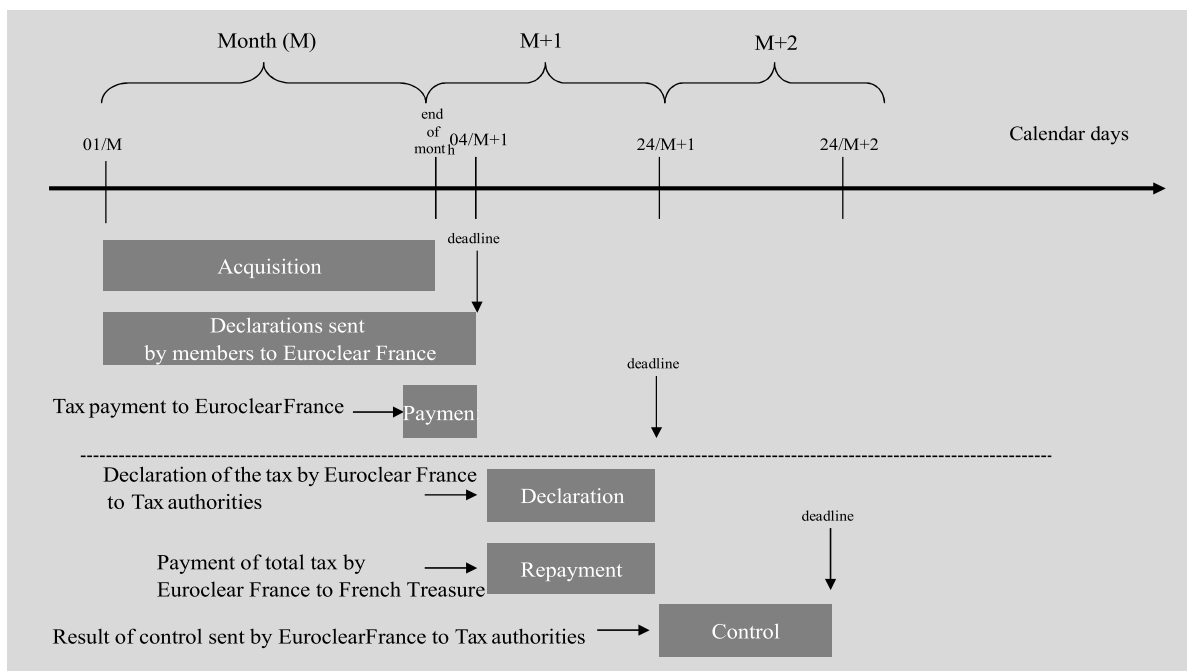 Month (M)
M+1
M+2
end
of
month
01/M
04/M+1
24/M+1
24/M+2
Calendar days
deadline
Acquisition
Declarations sent
by members to Euroclear France
deadline
Tax payment to EuroclearFrance
Paymen
Declaration of the tax by Euroclear France
to Tax authorities
Declaration
deadline
Payment of total tax by
Euroclear France to French Treasure
Repayment
Result of control sent by EuroclearFrance to Tax authorities
Control